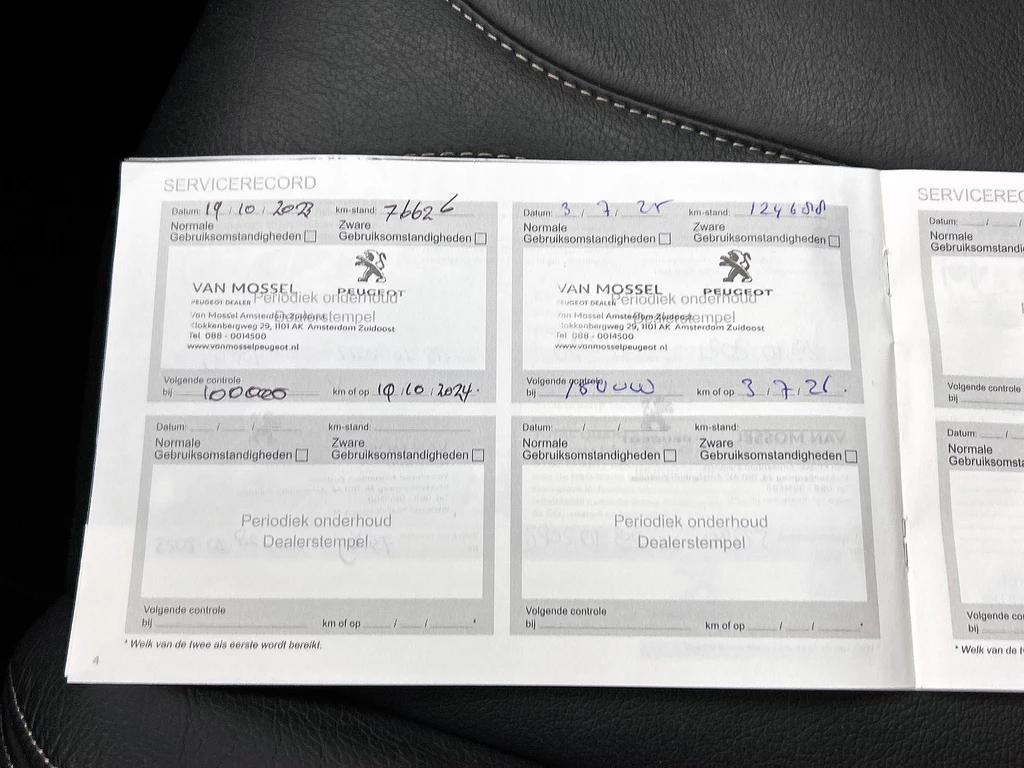 SERVICERECORD
Datum: 19 / 10 / 2023 km-stand: 76626
Normale Zware
Gebruiksomstandigheden Gebruiksomstandigheden
VAN MOSSEL PEUGEOT
PEUGEOT DEALER Periodiek onderhoud
Dealerstempel
Van Mossel Amsterdam Zuidoost
Klokkenbergweg 29, 1101 AK Amsterdam Zuidoost
Tel 088 - 0014500
www.vanmosselpeugeot.nl
Volgende controle
bij 100000 km of op 19 / 10 / 2024 *
Datum: 3 / 7 / 25 km-stand: 124688
Normale Zware
Gebruiksomstandigheden Gebruiksomstandigheden
VAN MOSSEL PEUGEOT
PEUGEOT DEALER Periodiek onderhoud
Dealerstempel
Van Mossel Amsterdam Zuidoost
Klokkenbergweg 29, 1101 AK Amsterdam Zuidoost
Tel 088 - 0014500
www.vanmosselpeugeot.nl
Volgende controle
bij km of op 3 / 7 / 26 *
Datum: / / km-stand:
Normale Zware
Gebruiksomstandigheden Gebruiksomstandigheden
Periodiek onderhoud
Dealerstempel
Volgende controle
bij km of op / / *
Datum: / / km-stand:
Normale Zware
Gebruiksomstandigheden Gebruiksomstandigheden
Periodiek onderhoud
Dealerstempel
Volgende controle
bij km of op / / *
* Welk van de twee als eerste wordt bereikt.
4
SERVICEREC
Datum: / /
Normale
Gebruiksomstandig
Volgende controle
bij
Datum: /
Normale
Gebruiksomsta
Volgende co
bij
* Welk van de t